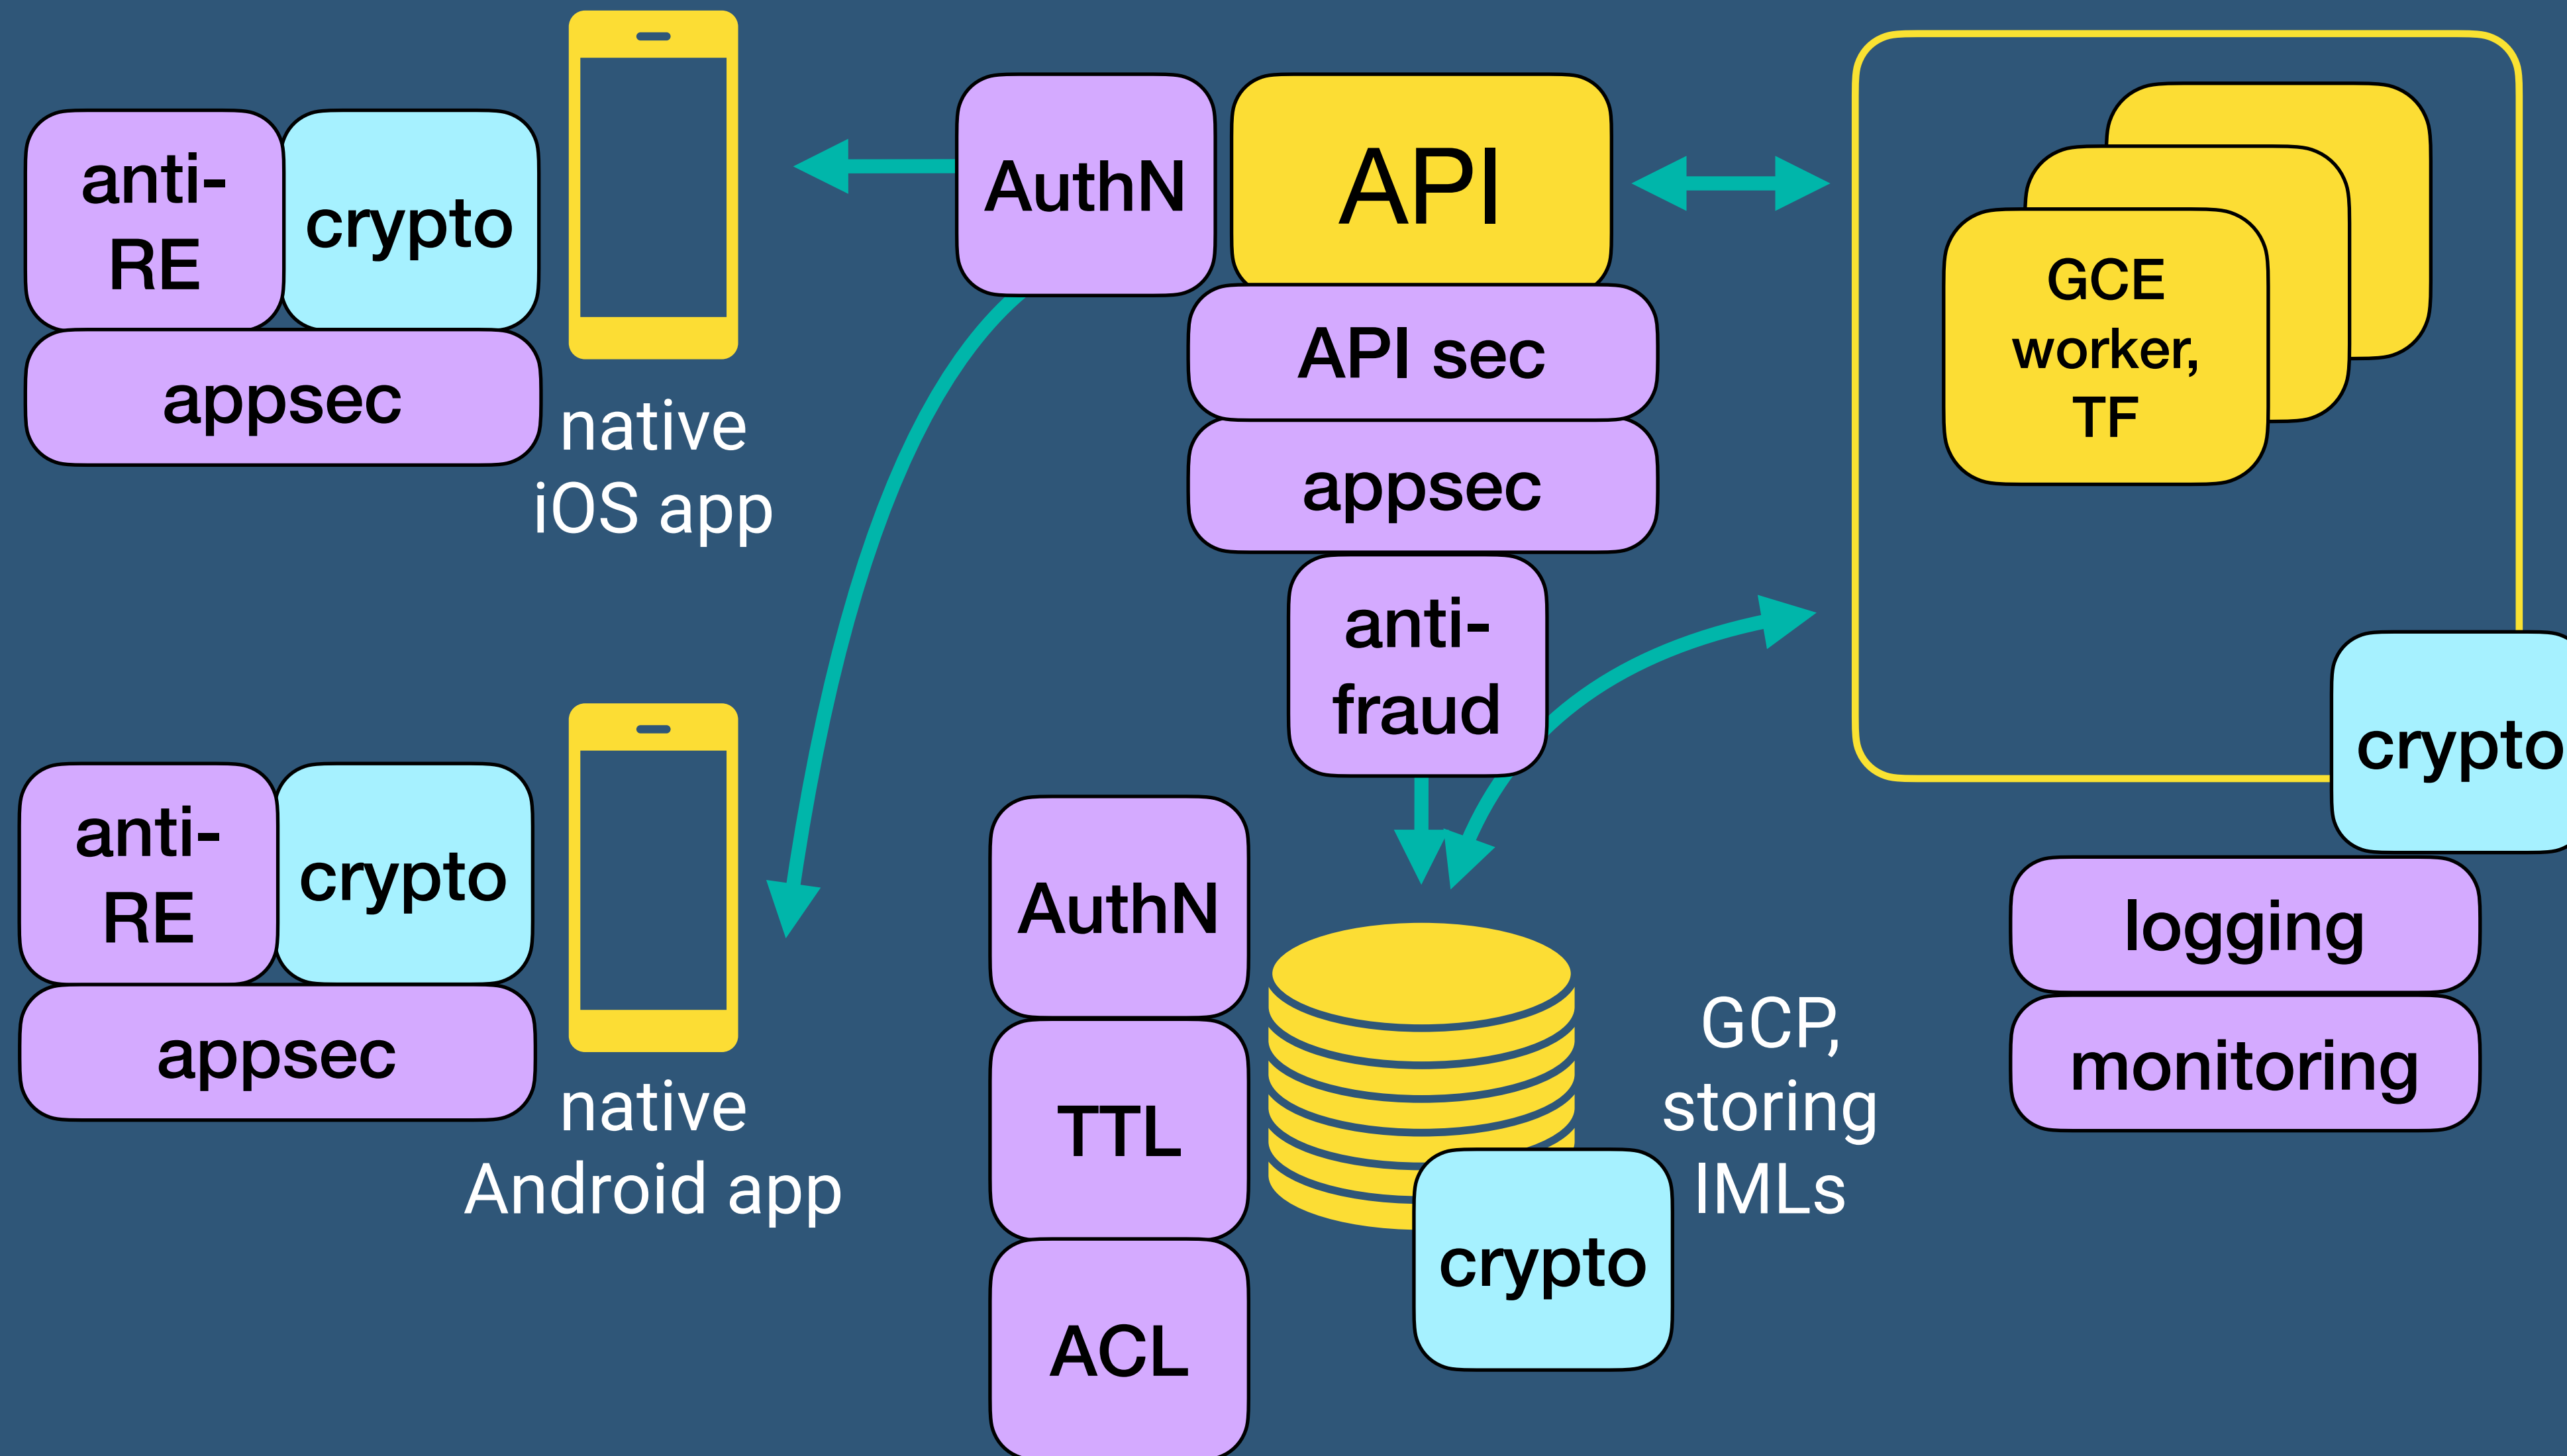 anti-
RE
crypto
appsec
native
iOS app
AuthN
API
API sec
appsec
anti-
fraud
GCE
worker,
TF
crypto
logging
monitoring
anti-
RE
crypto
appsec
native
Android app
AuthN
TTL
ACL
crypto
GCP,
storing
IMLs